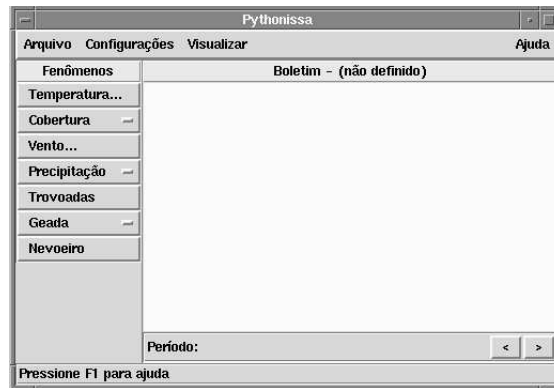 Pythonissa
Arquivo Configurações Visualizar Ajuda
Fenômenos
Boletim - (não definido)
Temperatura...
Cobertura
Vento...
Precipitação
Trovoadas
Geada
Nevoeiro
Período:
< >
Pressione F1 para ajuda